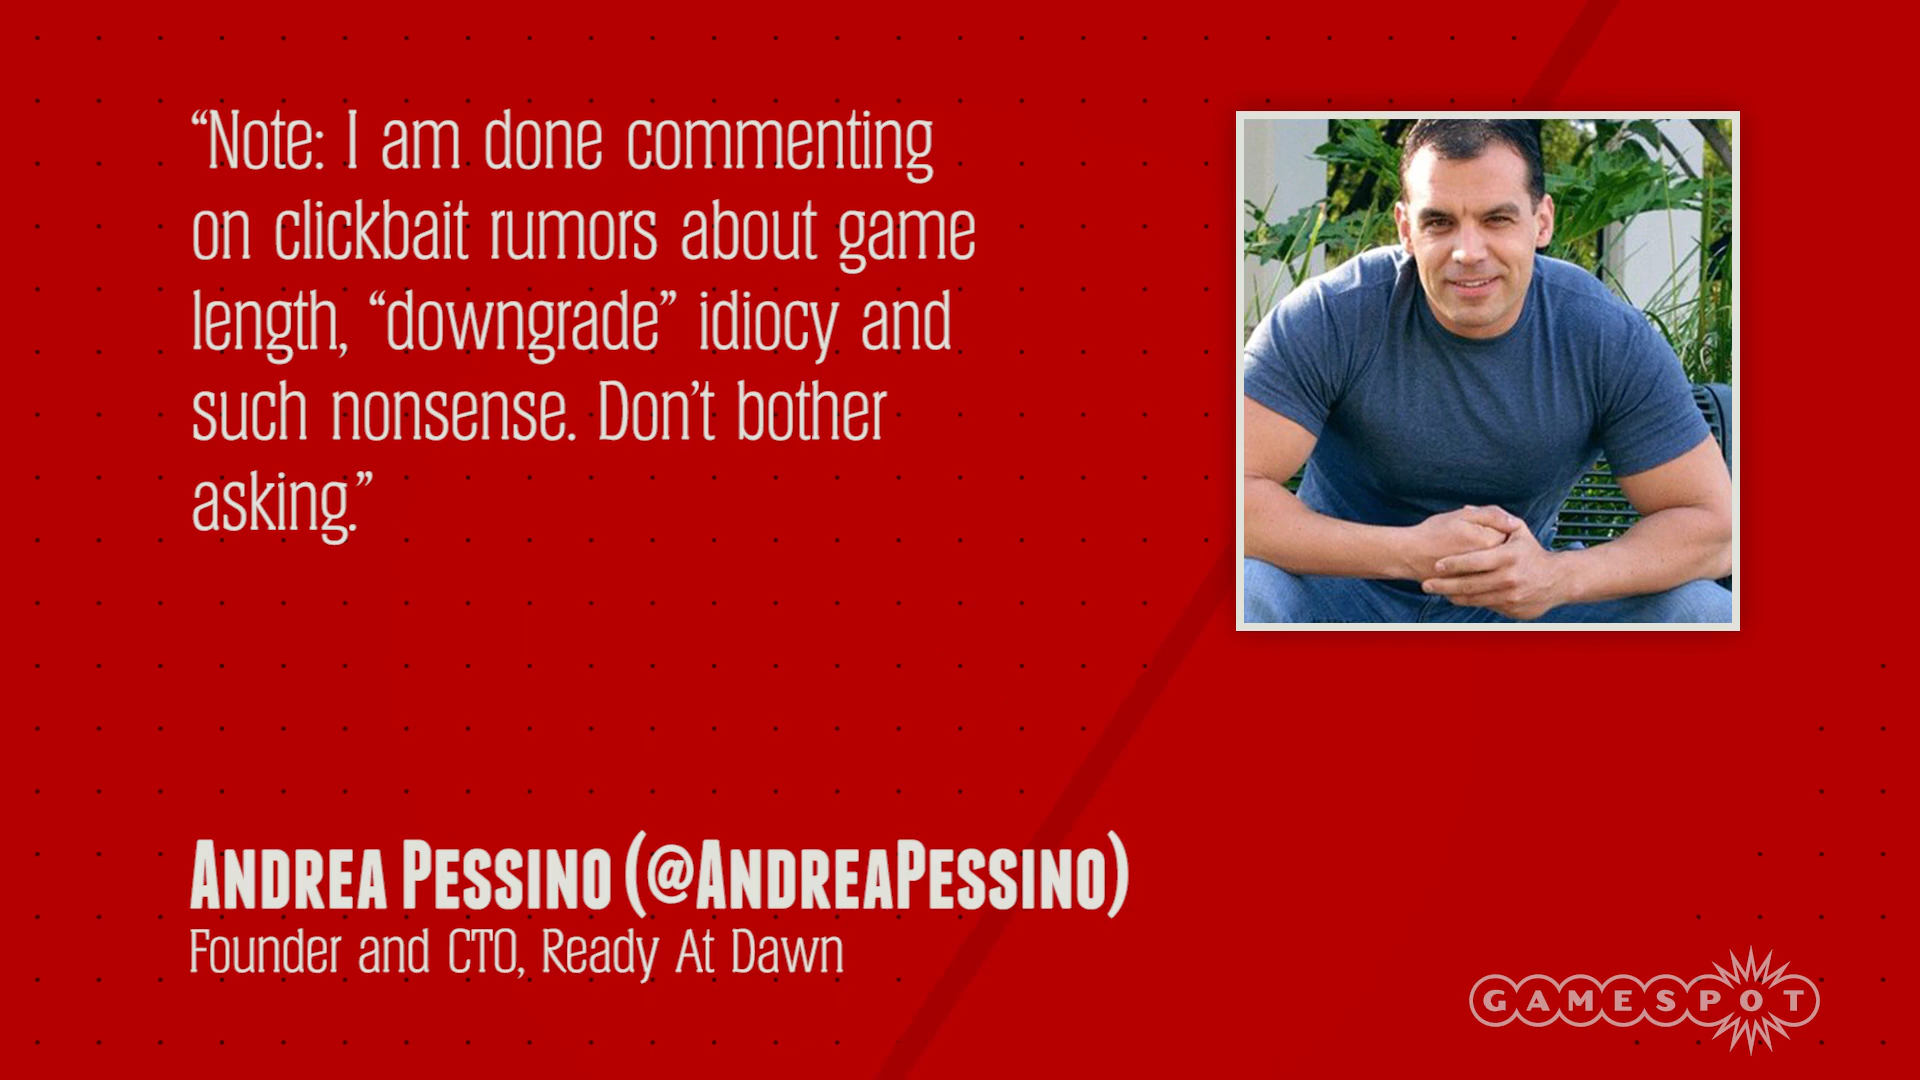 “Note: I am done commenting
on clickbait rumors about game
length, “downgrade” idiocy and
such nonsense. Don’t bother
asking.”
Andrea Pessino (@AndreaPessino)
Founder and CTO, Ready At Dawn
GAMESPOT